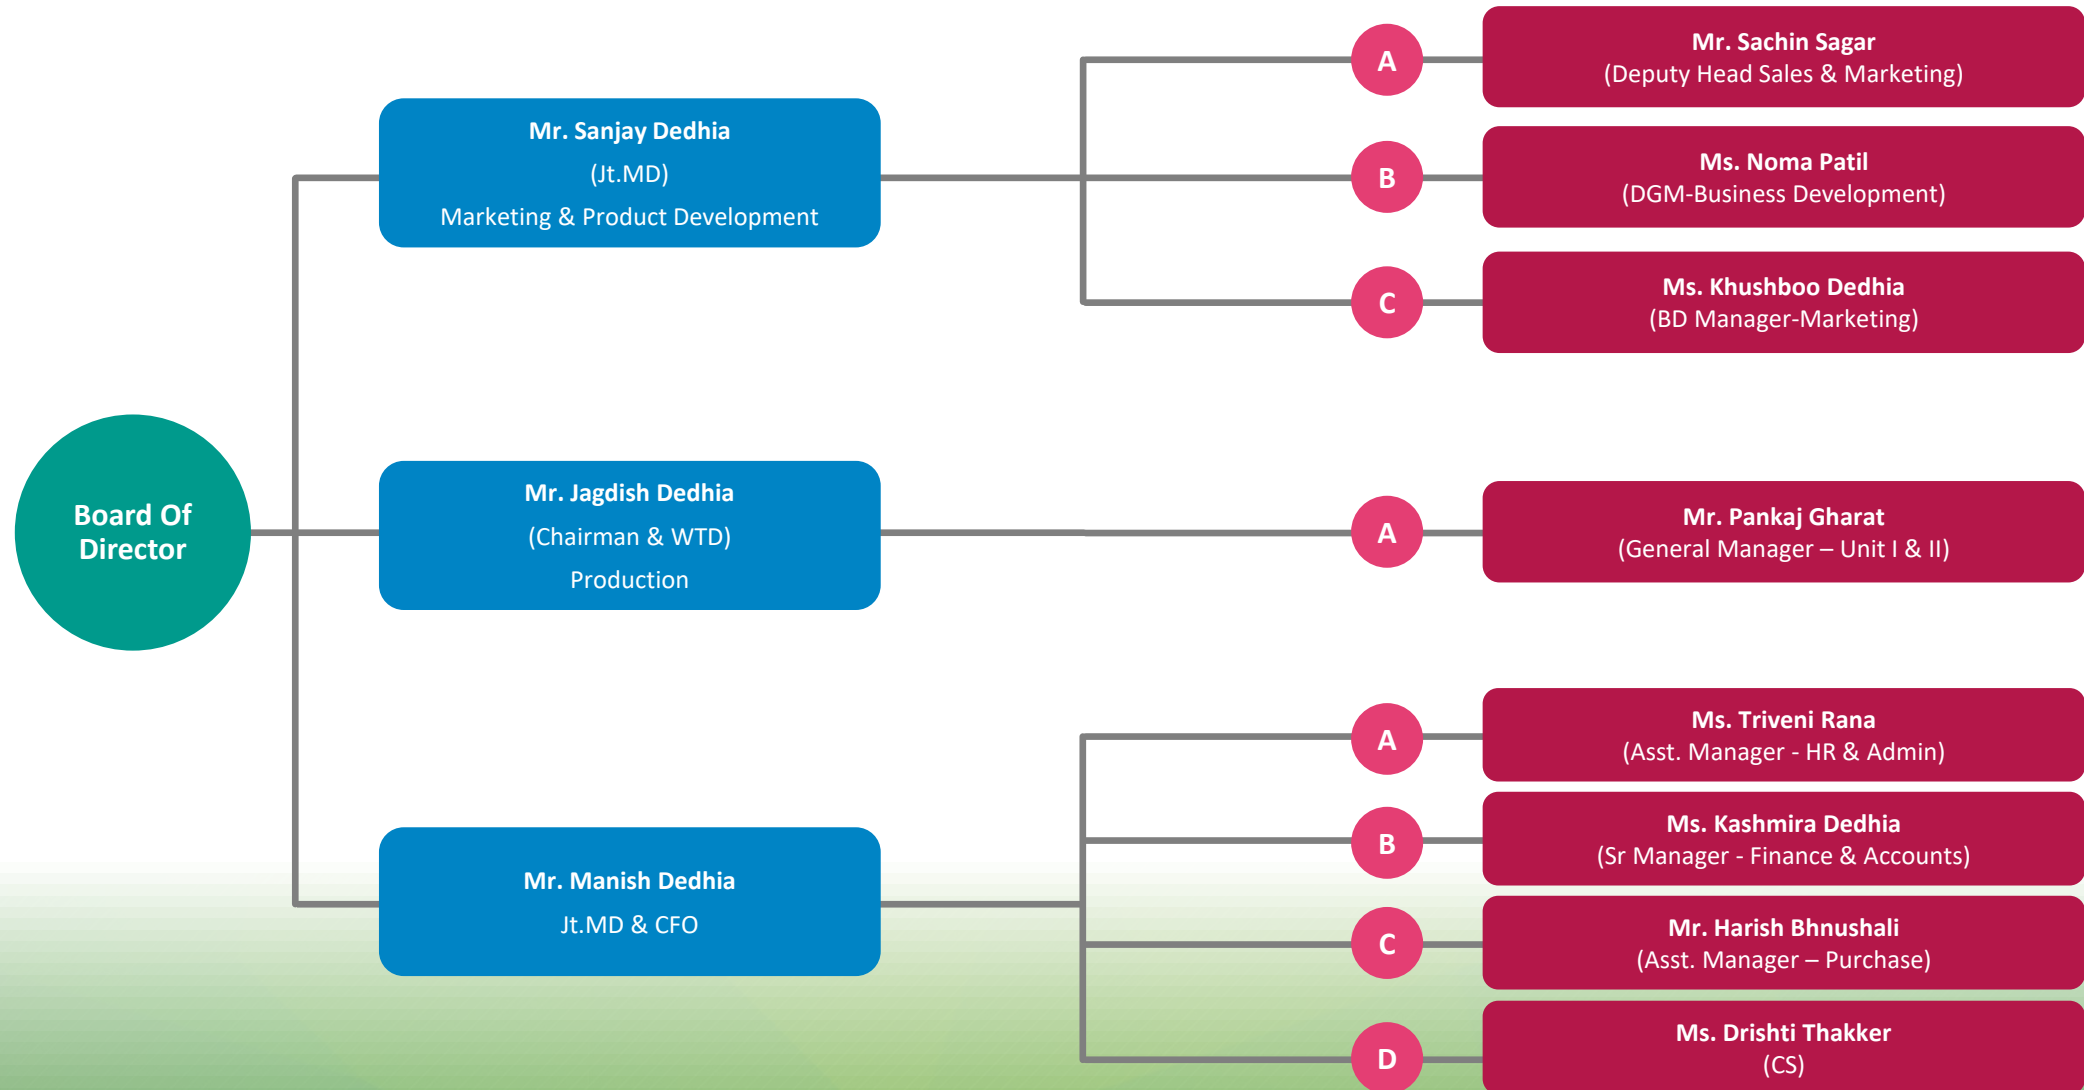 Board Of
Director
Mr. Sanjay Dedhia
(Jt.MD)
Marketing & Product Development
A
Mr. Sachin Sagar
(Deputy Head Sales & Marketing)
B
Ms. Noma Patil
(DGM-Business Development)
C
Ms. Khushboo Dedhia
(BD Manager-Marketing)
Mr. Jagdish Dedhia
(Chairman & WTD)
Production
A
Mr. Pankaj Gharat
(General Manager – Unit I & II)
Mr. Manish Dedhia
Jt.MD & CFO
A
Ms. Triveni Rana
(Asst. Manager - HR & Admin)
B
Ms. Kashmira Dedhia
(Sr Manager - Finance & Accounts)
C
Mr. Harish Bhnushali
(Asst. Manager – Purchase)
D
Ms. Drishti Thakker
(CS)